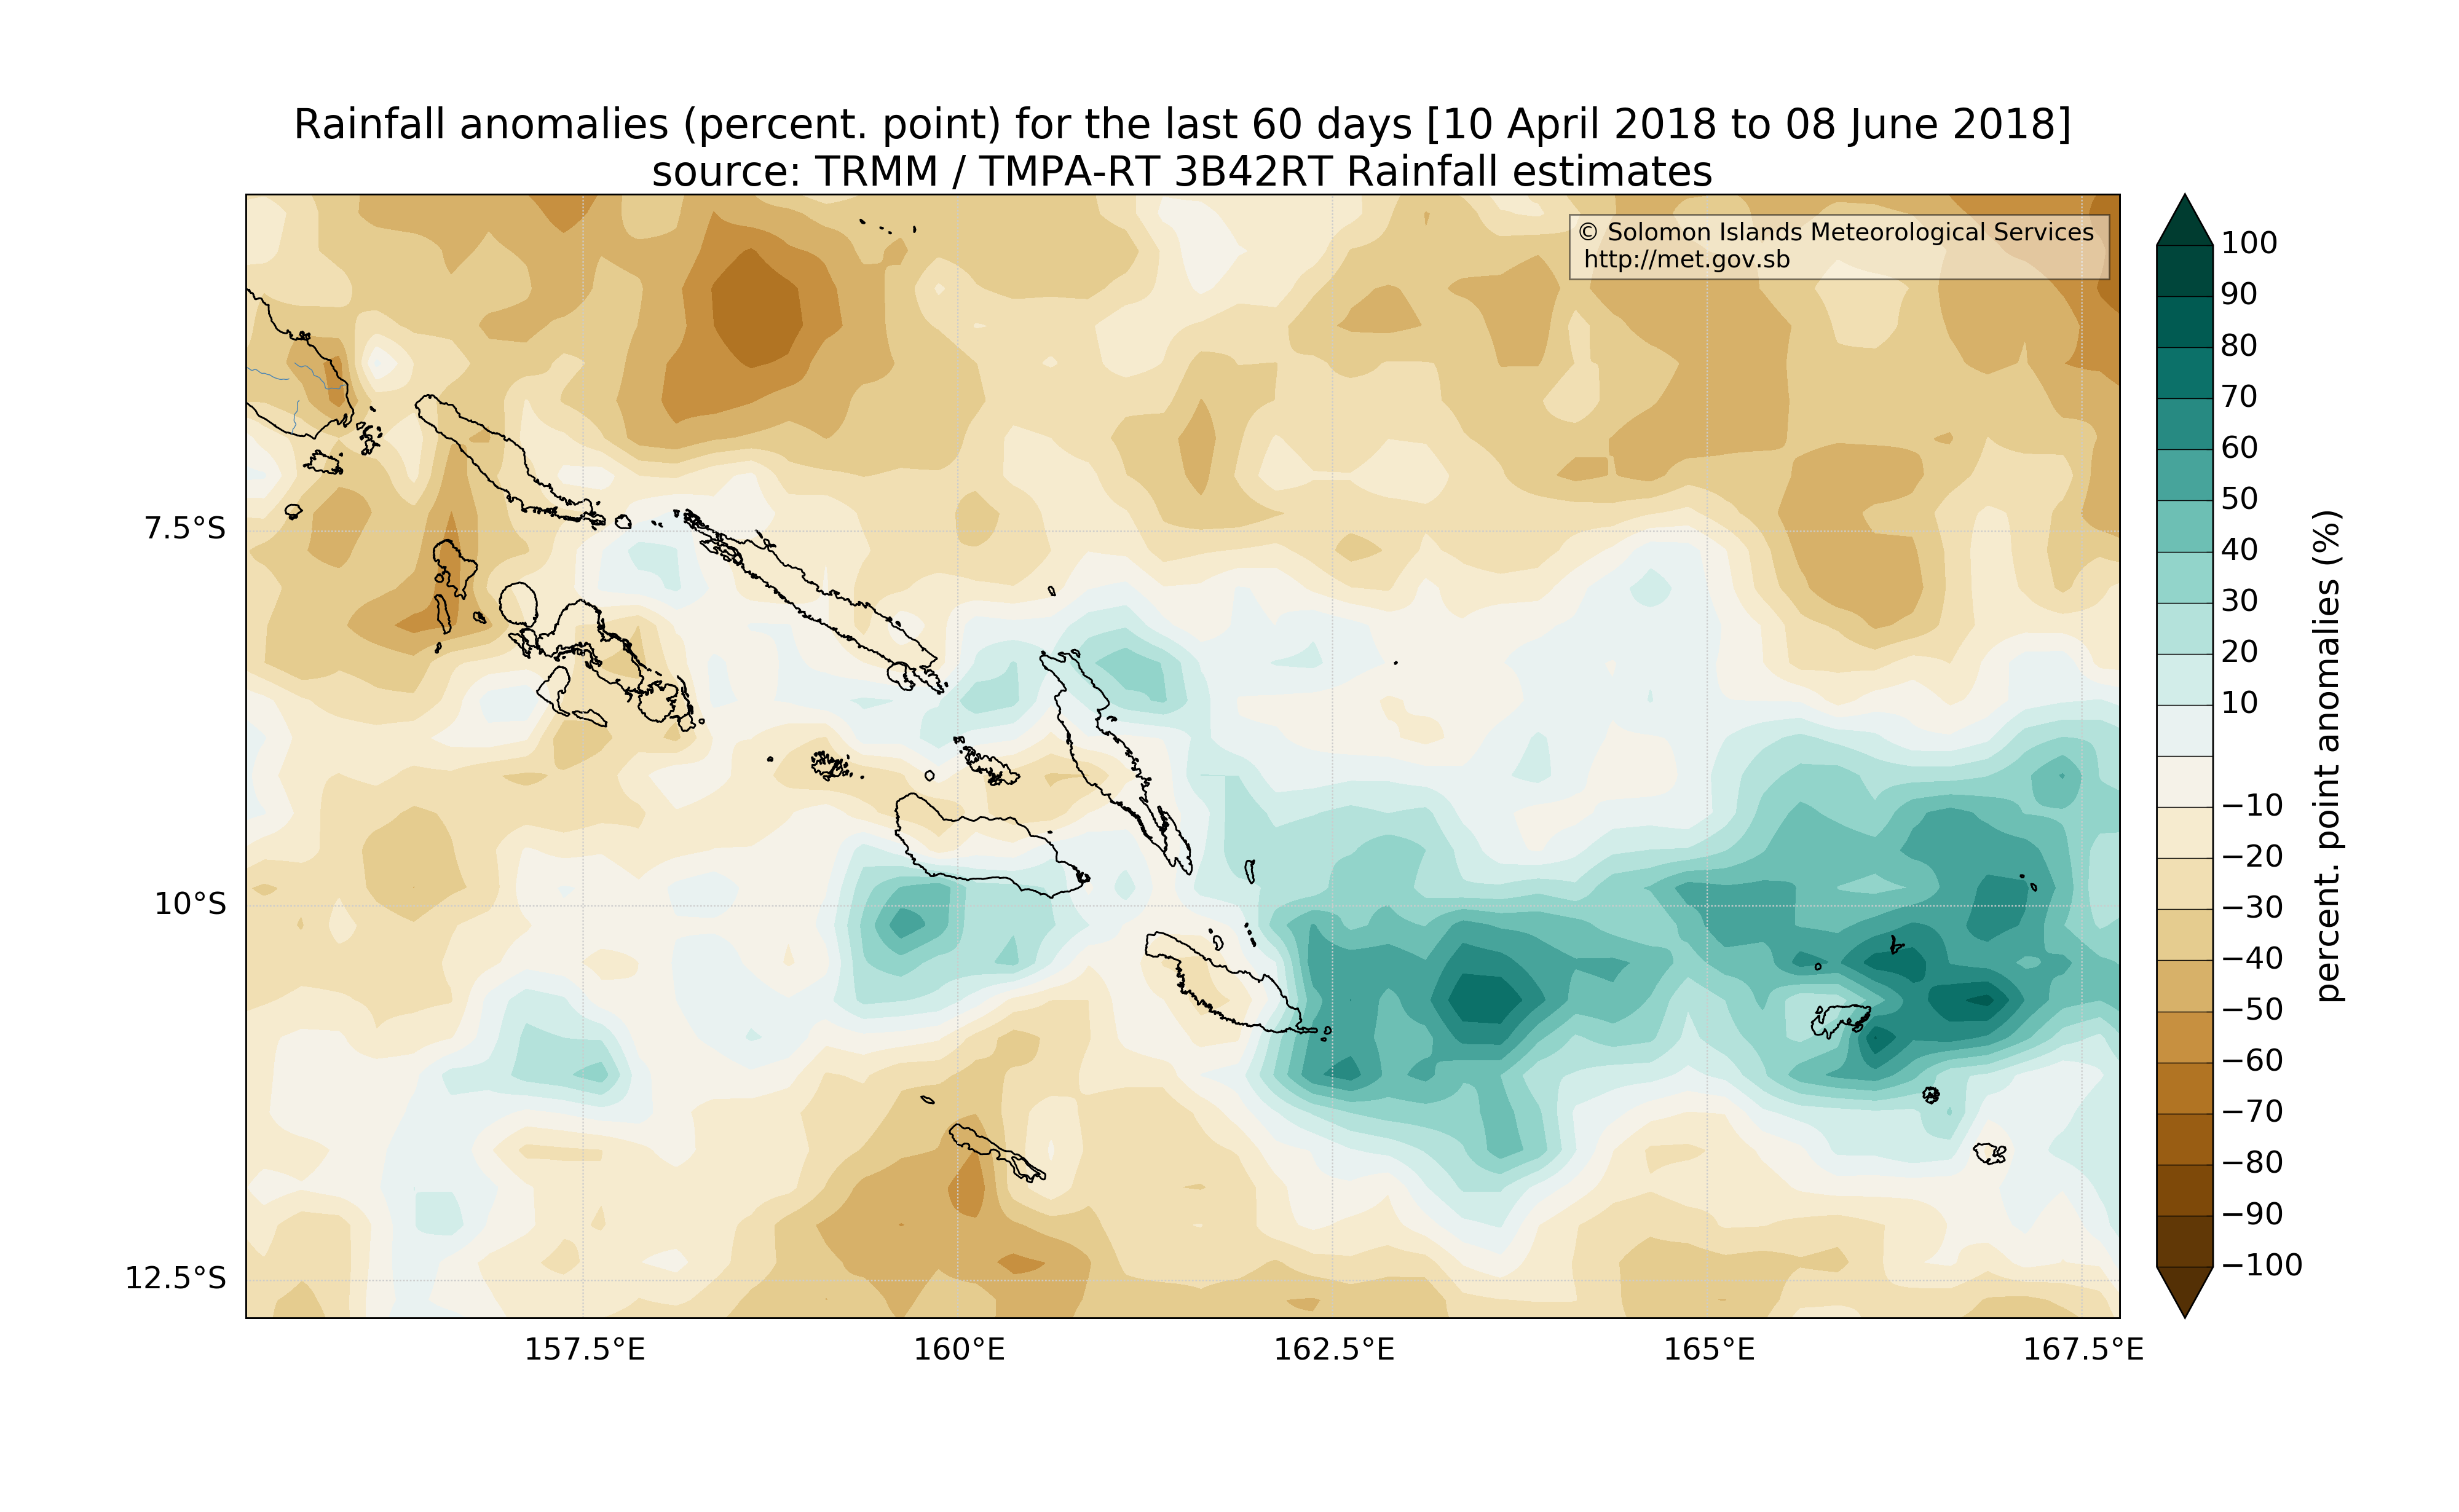 Rainfall anomalies (percent. point) for the last 60 days [10 April 2018 to 08 June 2018]
source: TRMM / TMPA-RT 3B42RT Rainfall estimates
© Solomon Islands Meteorological Services
http://met.gov.sb
7.5°S
10°S
12.5°S
157.5°E
160°E
162.5°E
165°E
167.5°E
100
90
80
70
60
50
40
30
20
10
−10
−20
−30
−40
−50
−60
−70
−80
−90
−100
percent. point anomalies (%)